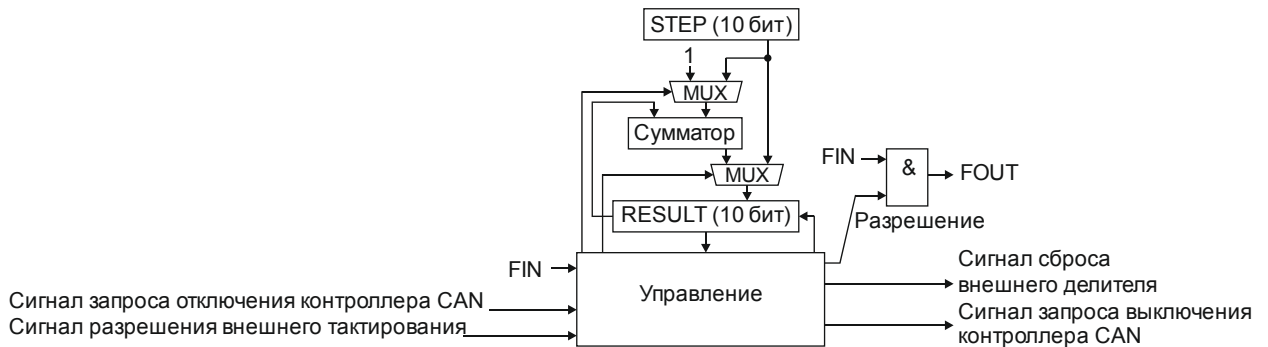 STEP (10 бит)
1
MUX
Сумматор
MUX
RESULT (10 бит)
FIN
&
FOUT
Разрешение
FIN
Управление
Сигнал запроса отключения контроллера CAN
Сигнал разрешения внешнего тактирования
Сигнал сброса
внешнего делителя
Сигнал запроса выключения
контроллера CAN